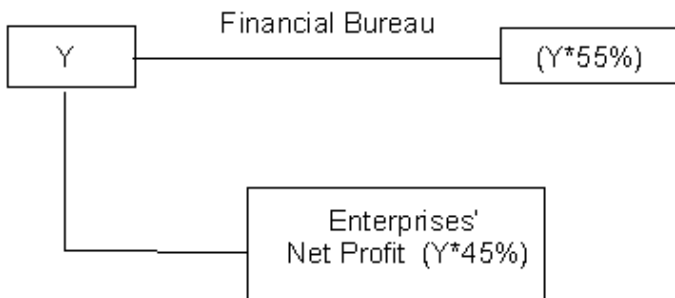 Financial Bureau
Y
(Y*55%)
Enterprises'
Net Profit (Y*45%)